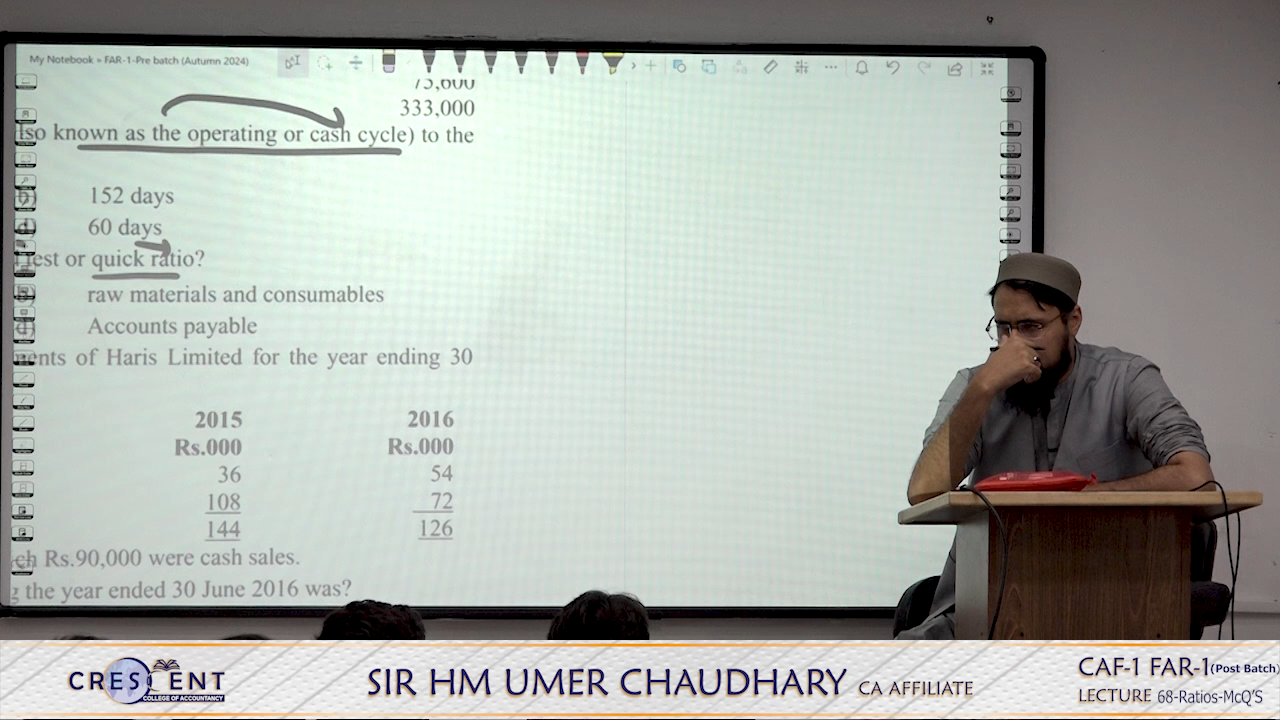 My Notebook » FAR-1-Pre batch (Autumn 2024)
75,600
333,000
lso known as the operating or cash cycle) to the
b) 152 days
d) 60 days
Test or quick ratio?
raw materials and consumables
d) Accounts payable
nents of Haris Limited for the year ending 30
2015 2016
Rs.000 Rs.000
36 54
108 72
144 126
ch Rs.90,000 were cash sales.
g the year ended 30 June 2016 was?
CRESCENT
COLLEGE OF ACCOUNTANCY
SIR HM UMER CHAUDHARY CA AFFILIATE
CAF-1 FAR-1(Post Batch)
LECTURE 68-Ratios-McQ'S